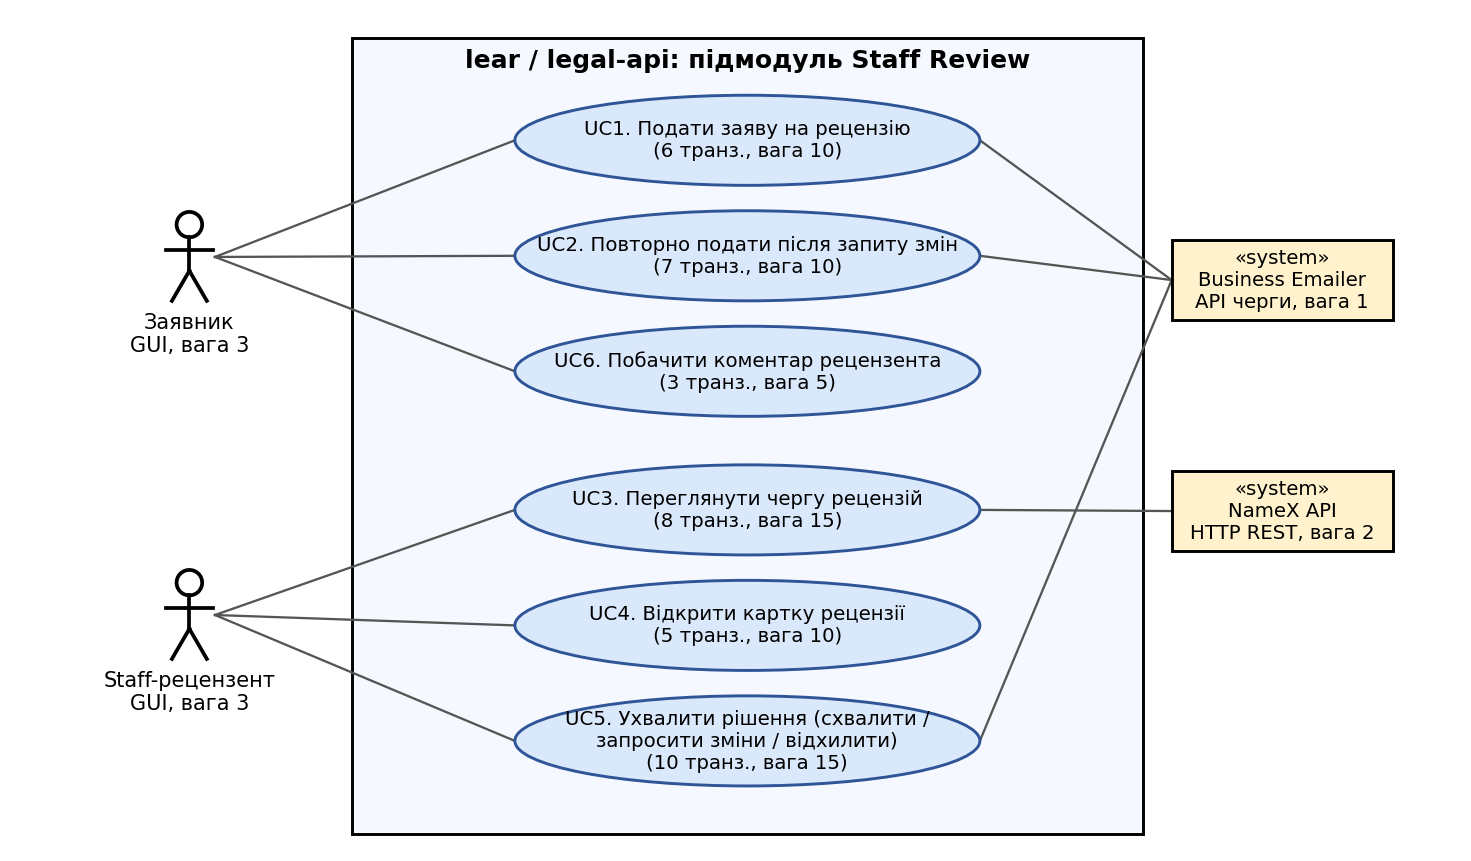 lear / legal-api: підмодуль Staff Review
UC1. Подати заяву на рецензію
(6 транз., вага 10)
UC2. Повторно подати після запиту змін
(7 транз., вага 10)
UC6. Побачити коментар рецензента
(3 транз., вага 5)
UC3. Переглянути чергу рецензій
(8 транз., вага 15)
UC4. Відкрити картку рецензії
(5 транз., вага 10)
UC5. Ухвалити рішення (схвалити /
запросити зміни / відхилити)
(10 транз., вага 15)
Заявник
GUI, вага 3
Staff-рецензент
GUI, вага 3
«system»
Business Emailer
API черги, вага 1
«system»
NameX API
HTTP REST, вага 2